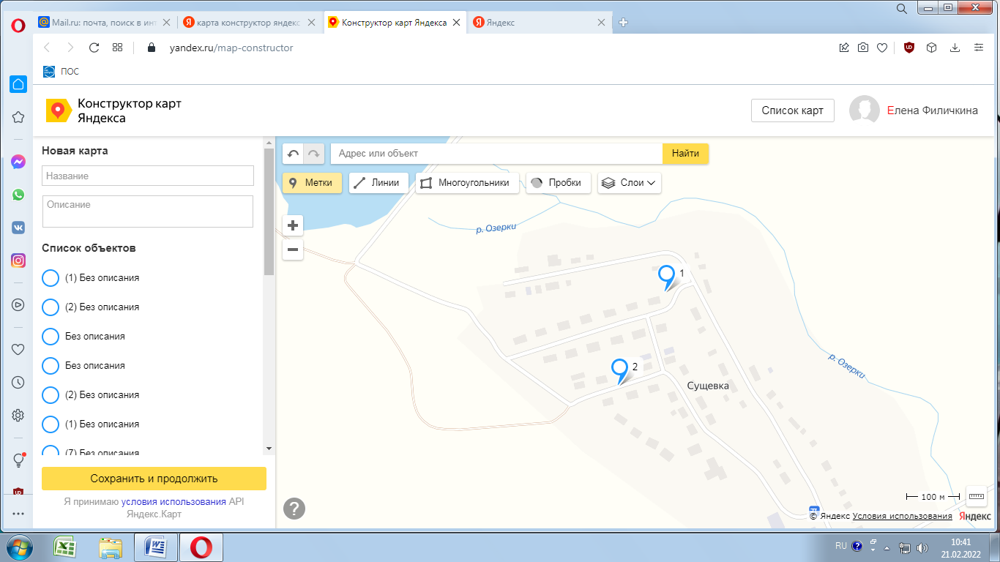 Mail.ru: почта, поиск в инт
карта конструктор яндекс
Конструктор карт Яндекса
Яндекс
yandex.ru/map-constructor
ПОС
Конструктор карт
Яндекса
Список карт
Елена Филичкина
Новая карта
Название
Описание
Список объектов
(1) Без описания
(2) Без описания
Без описания
Без описания
(2) Без описания
(1) Без описания
(7) Без описания
Сохранить и продолжить
Я принимаю условия использования API
Яндекс.Карт
Адрес или объект
Найти
Метки
Линии
Многоугольники
Пробки
Слои
р. Озерки
1
2
р. Озерки
Сущевка
100 м
© Яндекс Условия использования
Яндекс
?
RU
10:41
21.02.2022